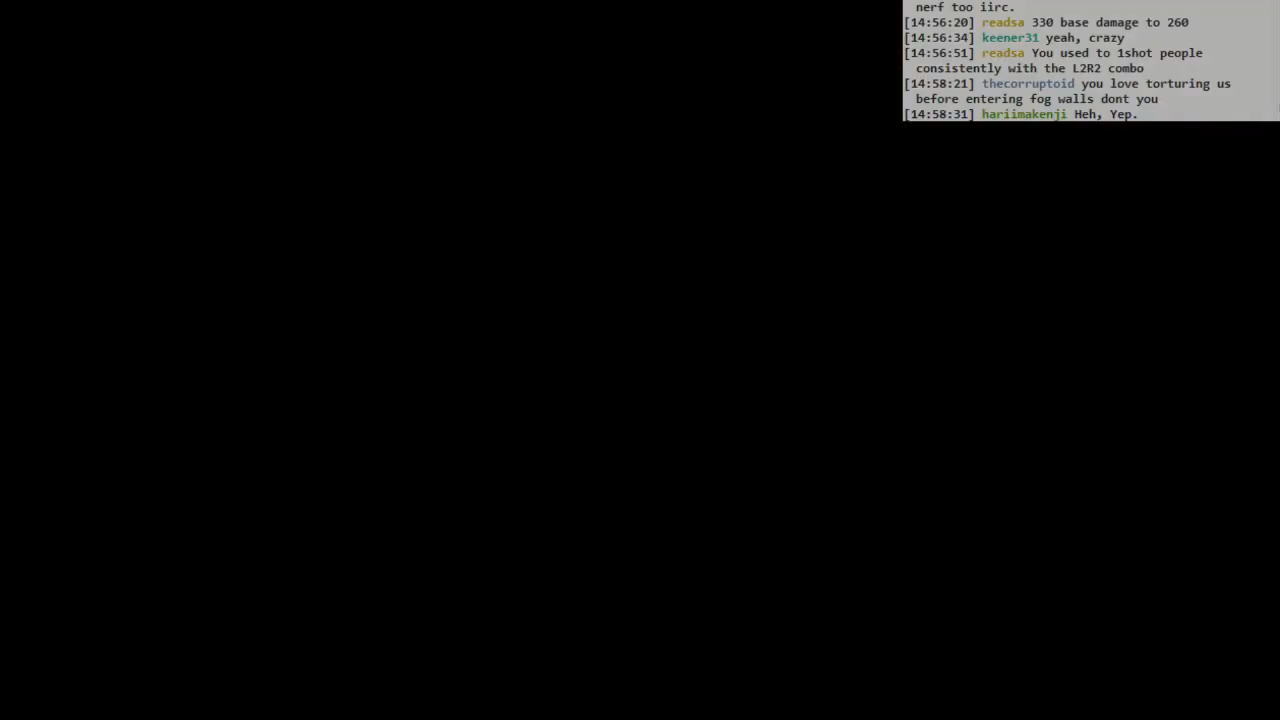 nerf too iirc.
[14:56:20] readsa 330 base damage to 260
[14:56:34] keener31 yeah, crazy
[14:56:51] readsa You used to 1shot people
consistently with the L2R2 combo
[14:58:21] thecorruptoid you love torturing us
before entering fog walls dont you
[14:58:31] hariimakenji Heh, Yep.